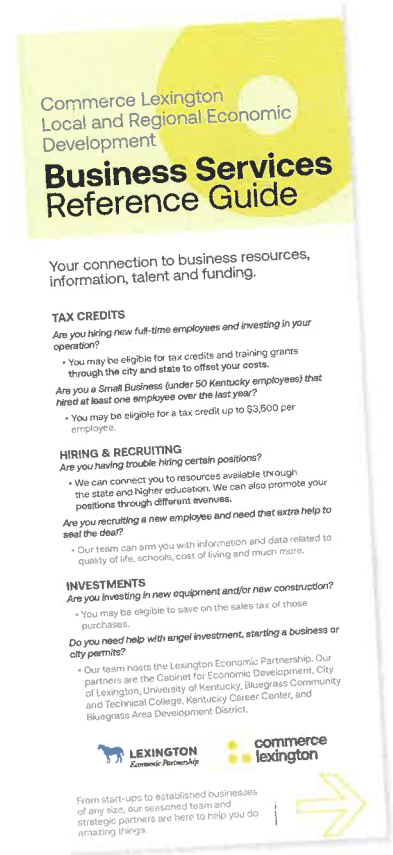 Commerce Lexington
Local and Regional Economic
Development
Business Services
Reference Guide
Your connection to business resources,
information, talent and funding.
TAX CREDITS
Are you hiring new full-time employees and investing in your
operation?
• You may be eligible for tax credits and training grants
through the city and state to offset your costs.
Are you a Small Business (under 50 Kentucky employees) that
hired at least one employee over the last year?
• You may be eligible for a tax credit up to $3,500 per
employee.
HIRING & RECRUITING
Are you having trouble hiring certain positions?
• We can connect you to resources available through
the state and higher education. We can also promote your
positions through different avenues.
Are you recruiting a new employee and need that extra help to
seal the deal?
• Our team can arm you with information and data related to
quality of life, schools, cost of living and much more.
INVESTMENTS
Are you investing in new equipment and/or new construction?
• You may be eligible to save on the sales tax of those
purchases.
Do you need help with angel investment, starting a business or
city permits?
• Our team hosts the Lexington Economic Partnership. Our
partners are the Cabinet for Economic Development, City
of Lexington, University of Kentucky, Bluegrass Community
and Technical College, Kentucky Career Center, and
Bluegrass Area Development District.
LEXINGTON
Economic Partnership
commerce
lexington
From start-ups to established businesses
of any size, our seasoned team and
strategic partners are here to help you do
amazing things.